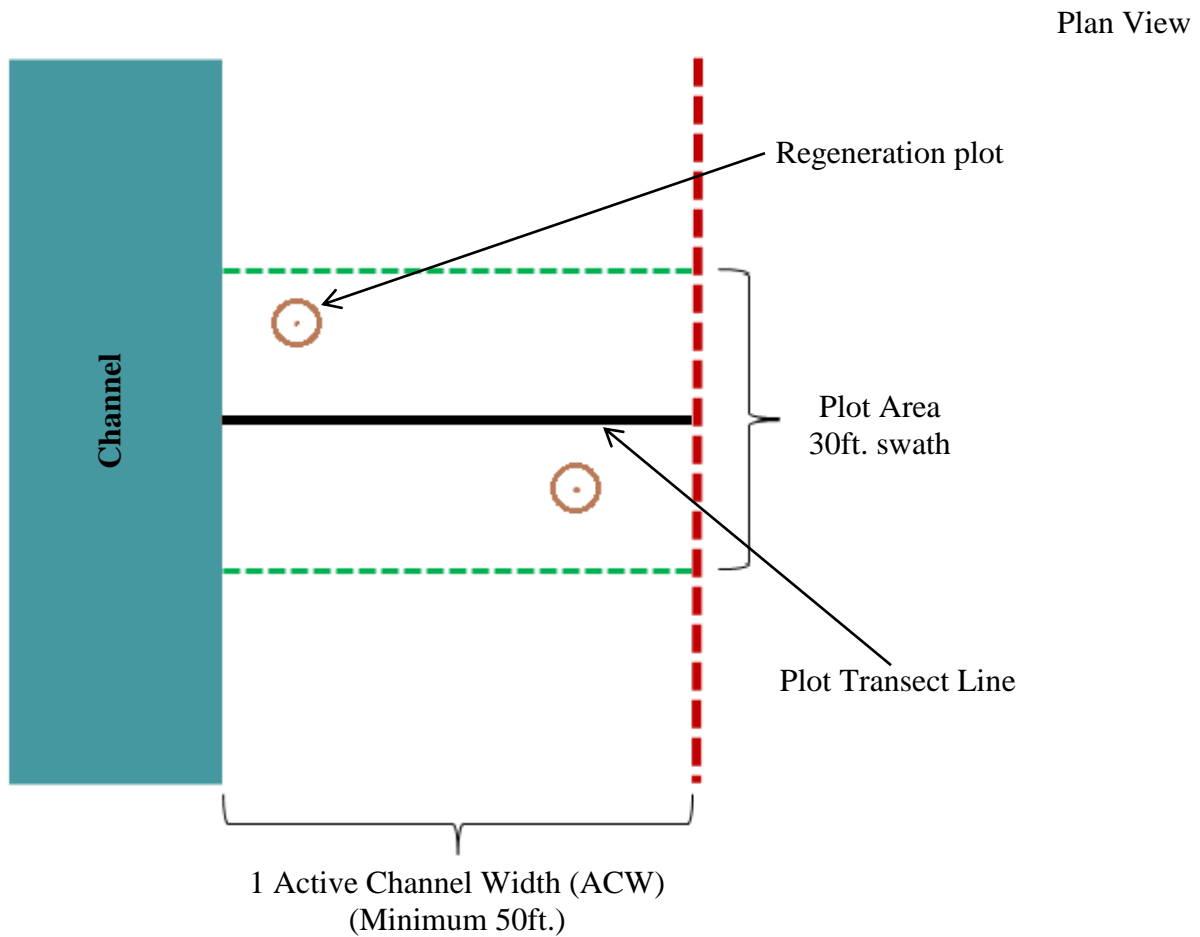 Plan View
Regeneration plot
Channel
Plot Area
30ft. swath
Plot Transect Line
1 Active Channel Width (ACW)
(Minimum 50ft.)